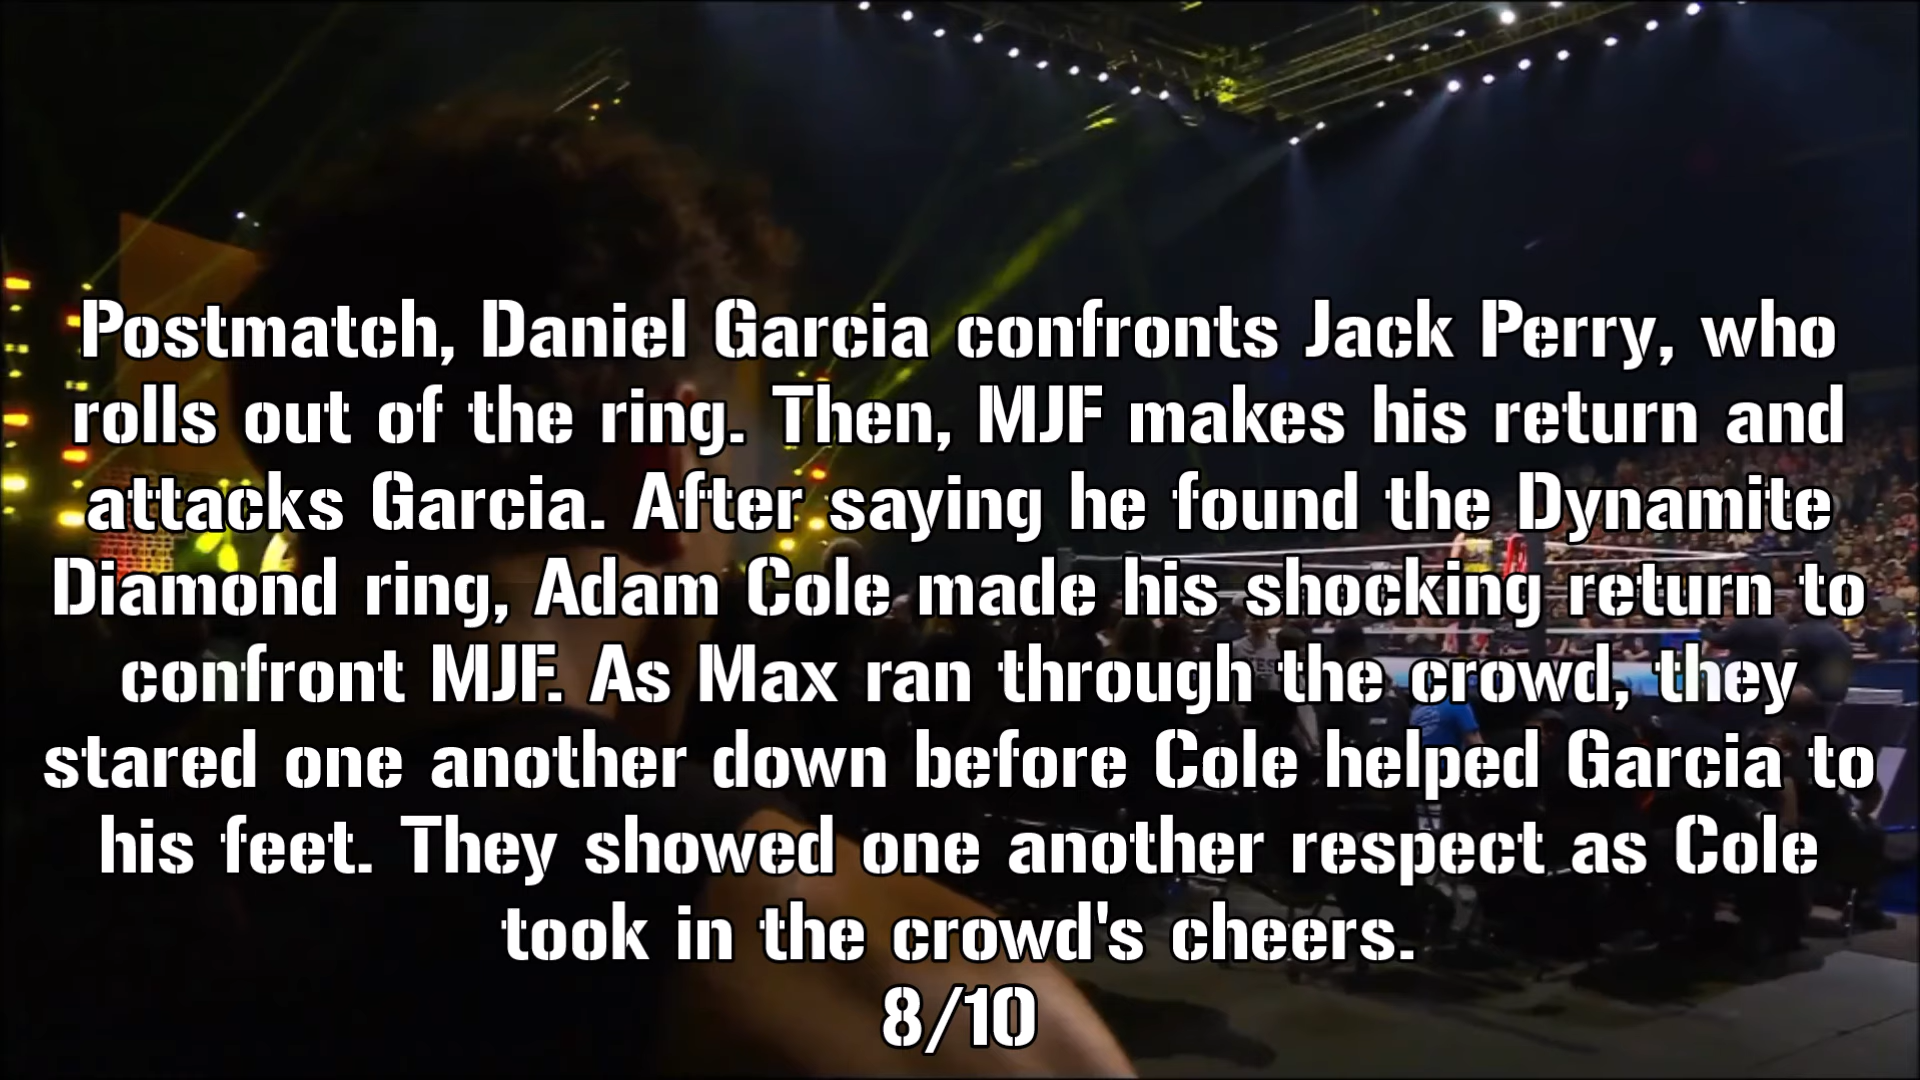 Postmatch, Daniel Garcia confronts Jack Perry, who
rolls out of the ring. Then, MJF makes his return and
attacks Garcia. After saying he found the Dynamite
Diamond ring, Adam Cole made his shocking return to
confront MJF. As Max ran through the crowd, they
stared one another down before Cole helped Garcia to
his feet. They showed one another respect as Cole
took in the crowd's cheers.
8/10